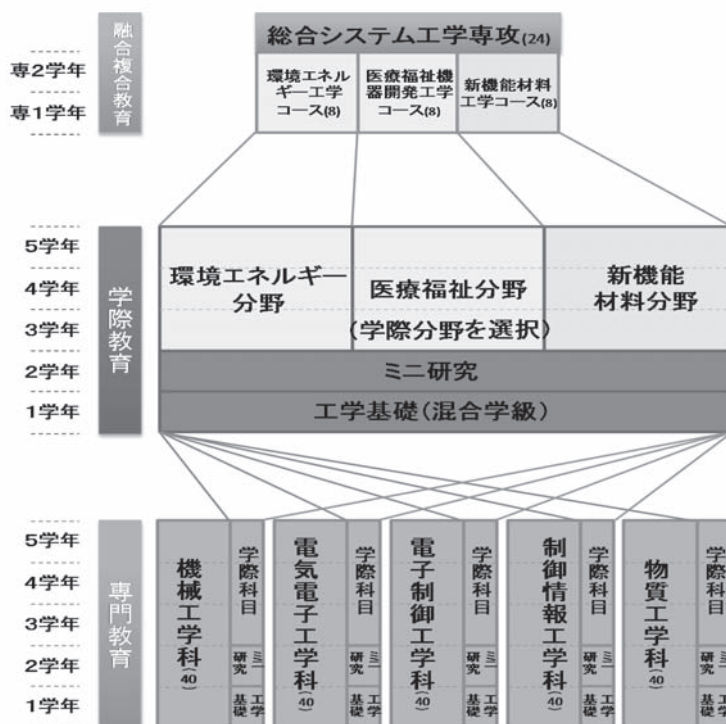 融合複合教育
専2学年
専1学年
総合システム工学専攻(24)
環境エネル
ギー工学
コース(8)
医療福祉機
器開発工学
コース(8)
新機能材料
工学コース(8)
学際教育
5学年
4学年
3学年
2学年
1学年
環境エネルギー
分野
医療福祉分野
新機能
材料分野
(学際分野を選択)
ミニ研究
工学基礎(混合学級)
専門教育
5学年
4学年
3学年
2学年
1学年
機械工学科(40)
学際科目
ミニ
研究
工学
基礎
電気電子工学科(40)
学際科目
ミニ
研究
工学
基礎
電子制御工学科(40)
学際科目
ミニ
研究
工学
基礎
制御情報工学科(40)
学際科目
ミニ
研究
工学
基礎
物質工学科(40)
学際科目
ミニ
研究
工学
基礎